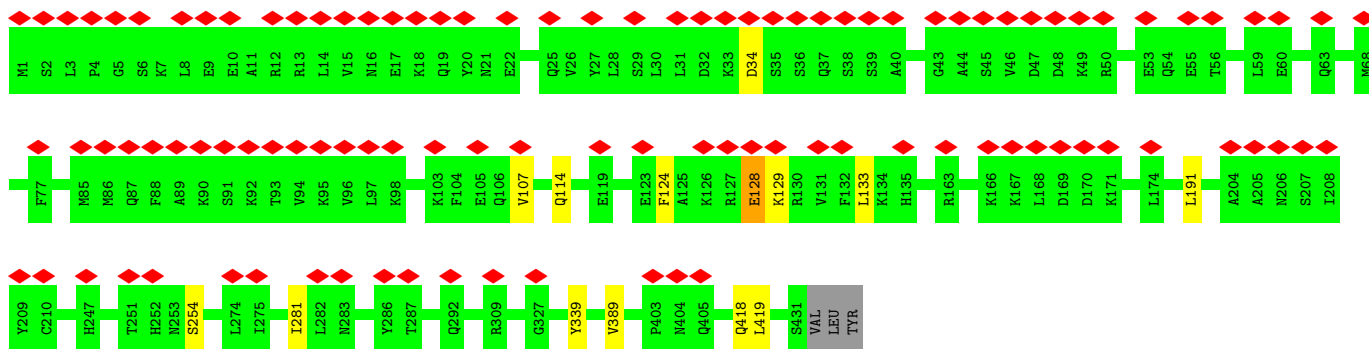 M1 S2 L3 P4 G5 S6 K7 L8 E9 E10 A11 R12 R13 L14 V15 N16 E17 K18 Q19 Y20 N21 E22 Q25 V26 Y27 L28 S29 L30 L31 D32 K33 D34 S35 S36 Q37 S38 S39 A40 G43 A44 S45 V46 D47 D48 K49 R50 E53 Q54 E55 T56 L59 E60 Q63 M68
F77 M85 M86 Q87 F88 A89 K90 S91 K92 T93 V94 K95 V96 L97 K98 K103 F104 E105 Q106 V107 Q114 E119 E123 F124 A125 K126 R127 E128 K129 R130 V131 F132 L133 K134 H135 R163 K166 K167 L168 D169 D170 K171 L174 L191 A204 A205 N206 S207 I208
Y209 C210 H247 T251 H252 N253 S254 L274 I275 I281 L282 N283 Y286 T287 Q292 R309 G327 Y339 V389 P403 N404 Q405 Q418 L419 S431 VAL LEU TYR